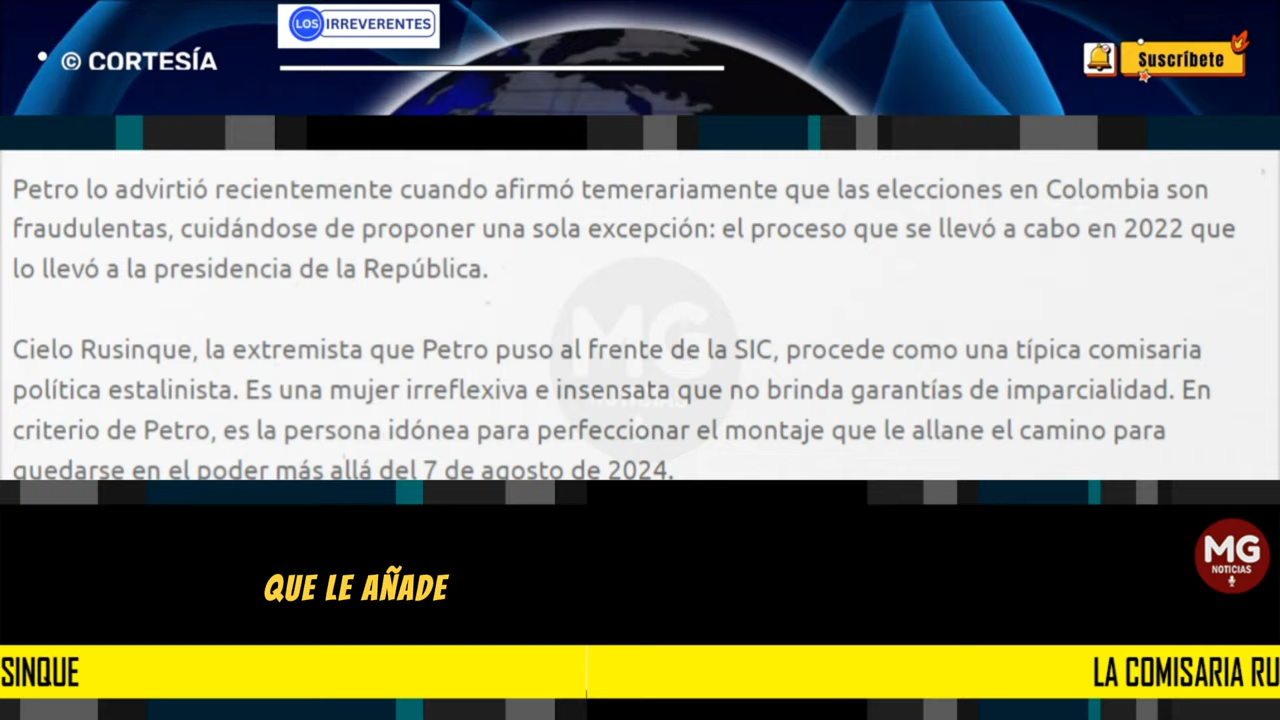 LOS IRREVERENTES
© CORTESÍA
Suscríbete
Petro lo advirtió recientemente cuando afirmó temerariamente que las elecciones en Colombia son
fraudulentas, cuidándose de proponer una sola excepción: el proceso que se llevó a cabo en 2022 que
lo llevó a la presidencia de la República.
Cielo Rusinque, la extremista que Petro puso al frente de la SIC, procede como una típica comisaria
política estalinista. Es una mujer irreflexiva e insensata que no brinda garantías de imparcialidad. En
criterio de Petro, es la persona idónea para perfeccionar el montaje que le allane el camino para
quedarse en el poder más allá del 7 de agosto de 2024.
MG
NOTICIAS
QUE LE AÑADE
MG
NOTICIAS
SINQUE
LA COMISARIA RU